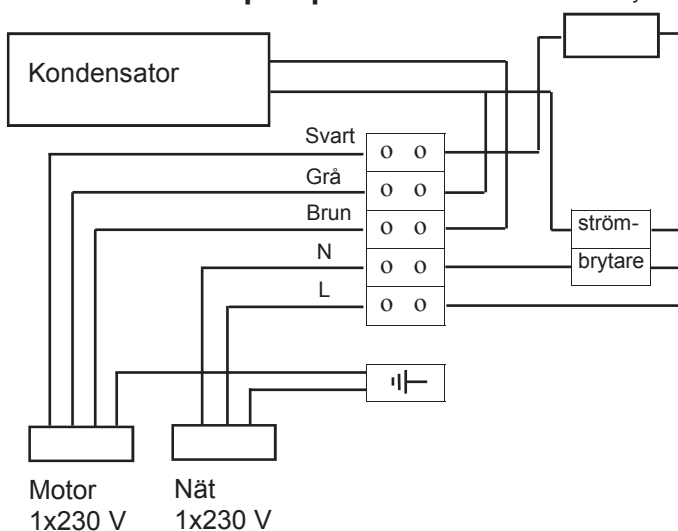 Kondensator
Svart
o o
Grå
o o
Brun
o o
N
o o
L
o o
ström-
brytare
Motor
1x230 V
Nät
1x230 V